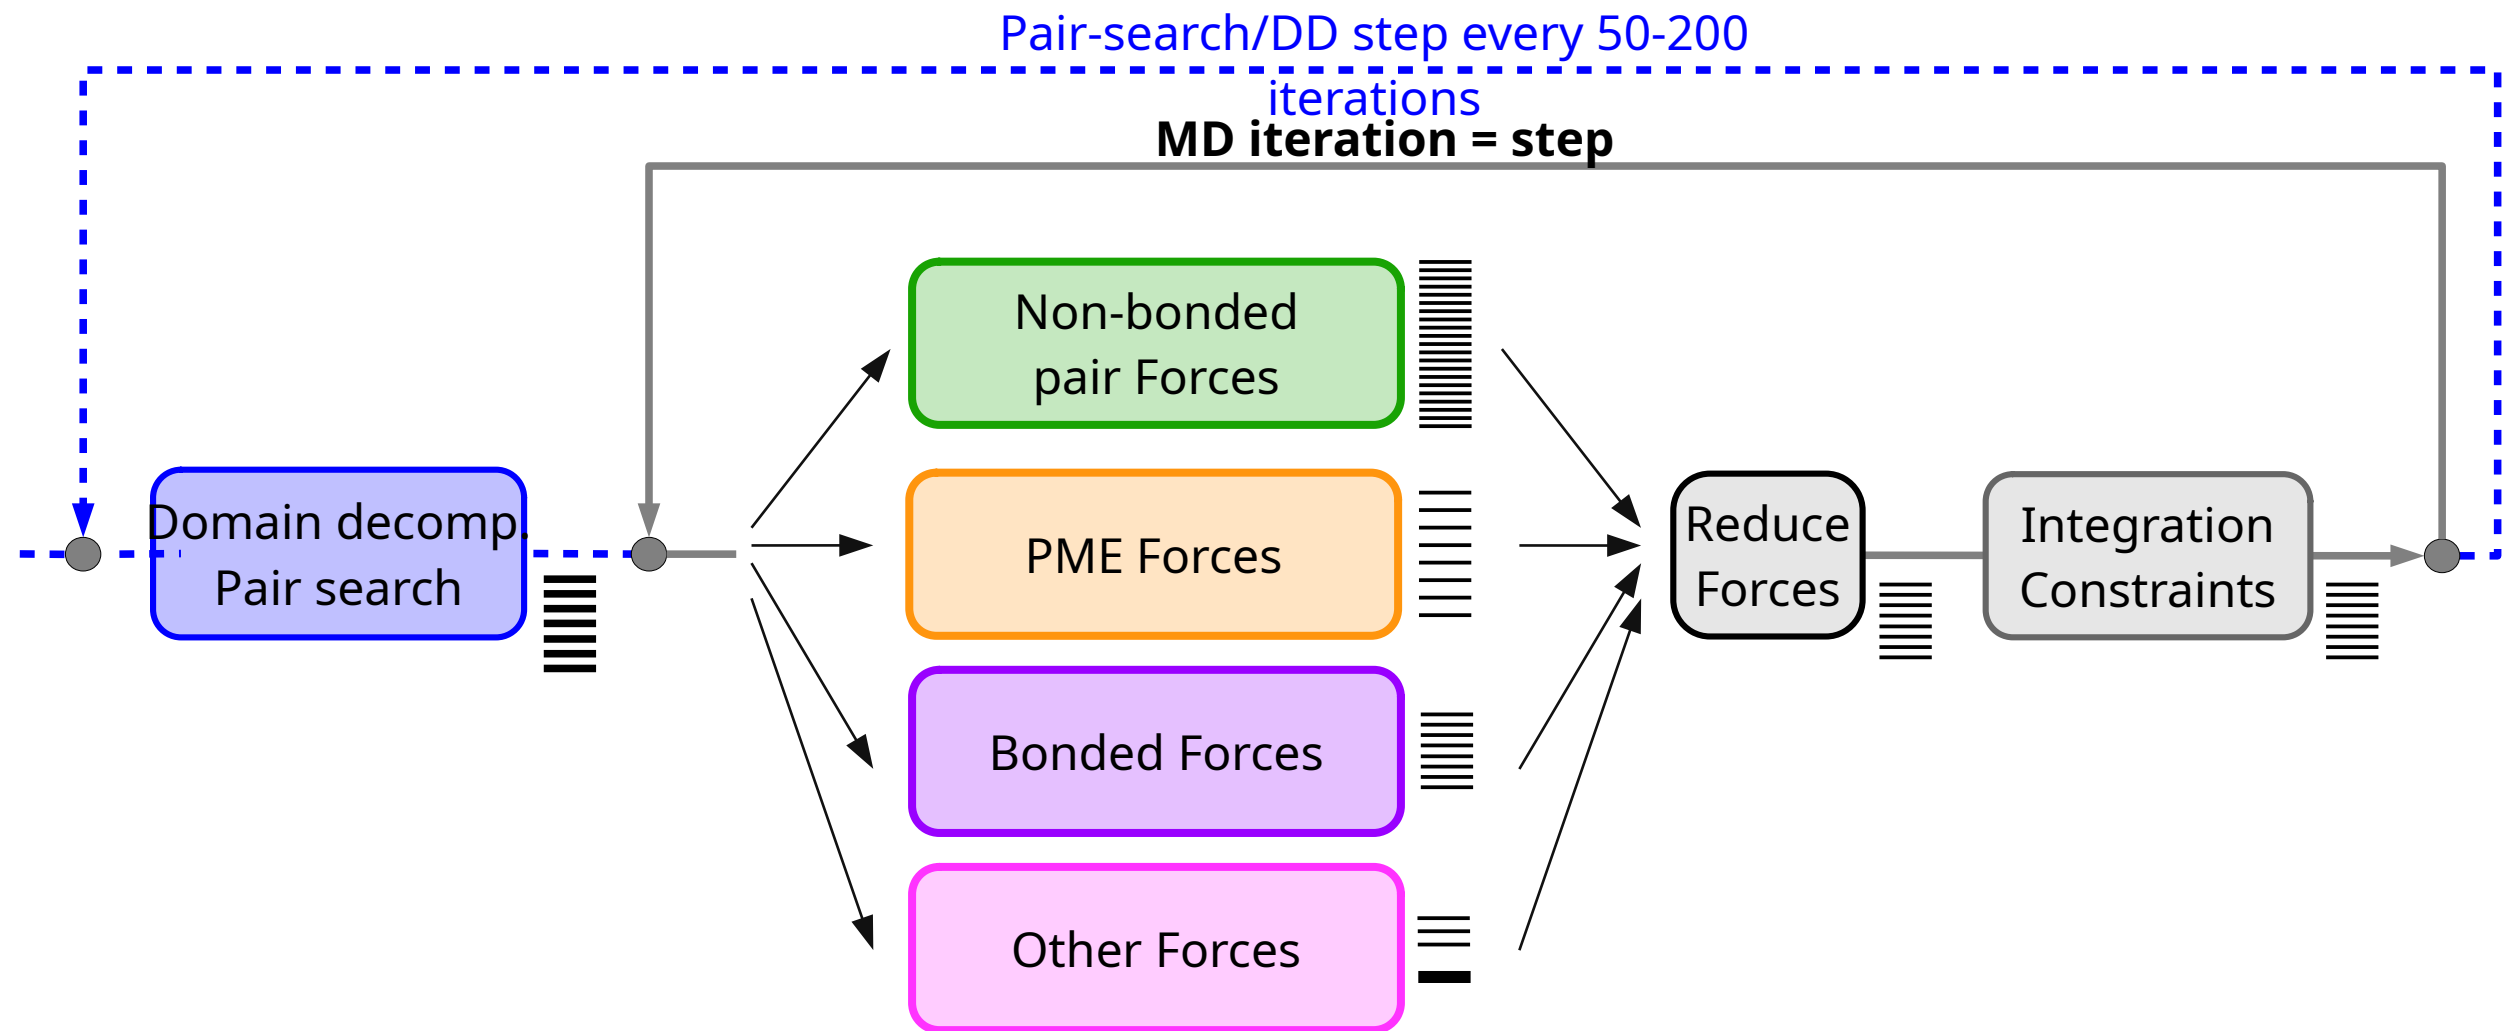 Pair-search/DD step every 50-200
iterations
MD iteration = step
Non-bonded
pair Forces
Domain decomp.
Pair search
PME Forces
Reduce
Forces
Integration
Constraints
Bonded Forces
Other Forces